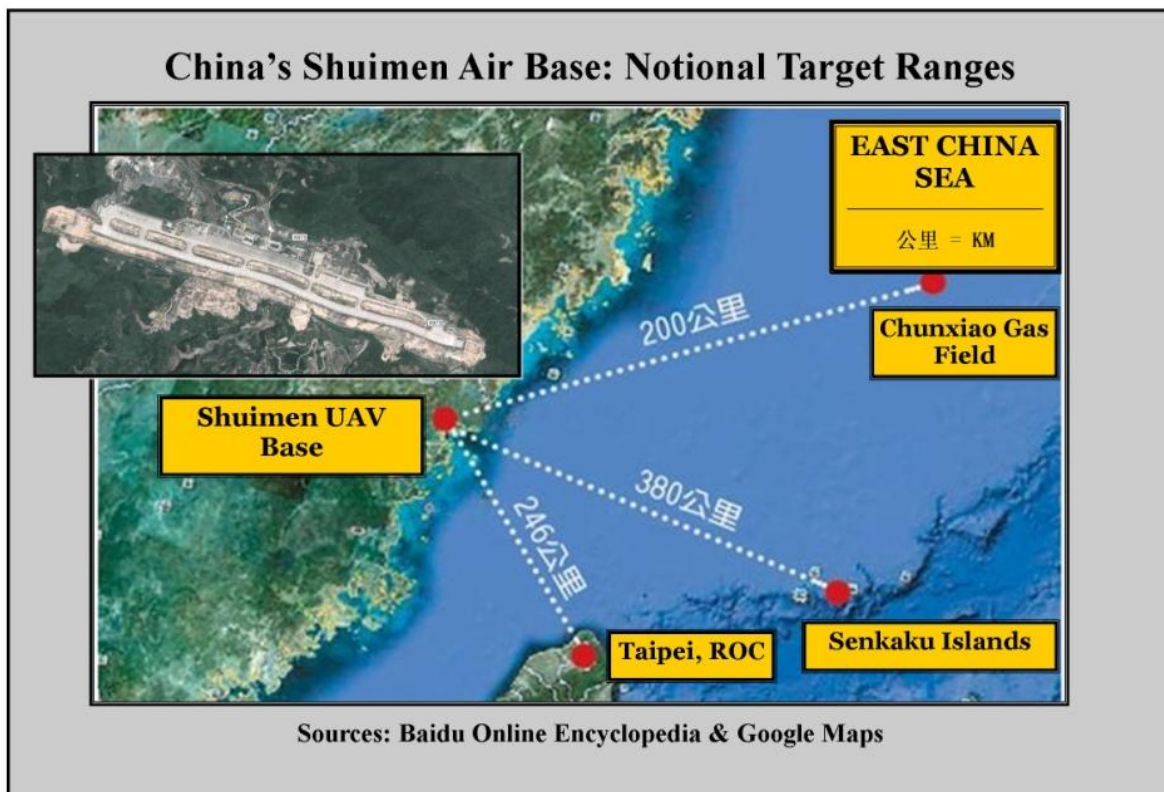 China's Shuimen Air Base: Notional Target Ranges
EAST CHINA
SEA
公里 = KM
200公里
Chunxiao Gas
Field
Shuimen UAV
Base
380公里
246公里
Taipei, ROC
Senkaku Islands
Sources: Baidu Online Encyclopedia & Google Maps